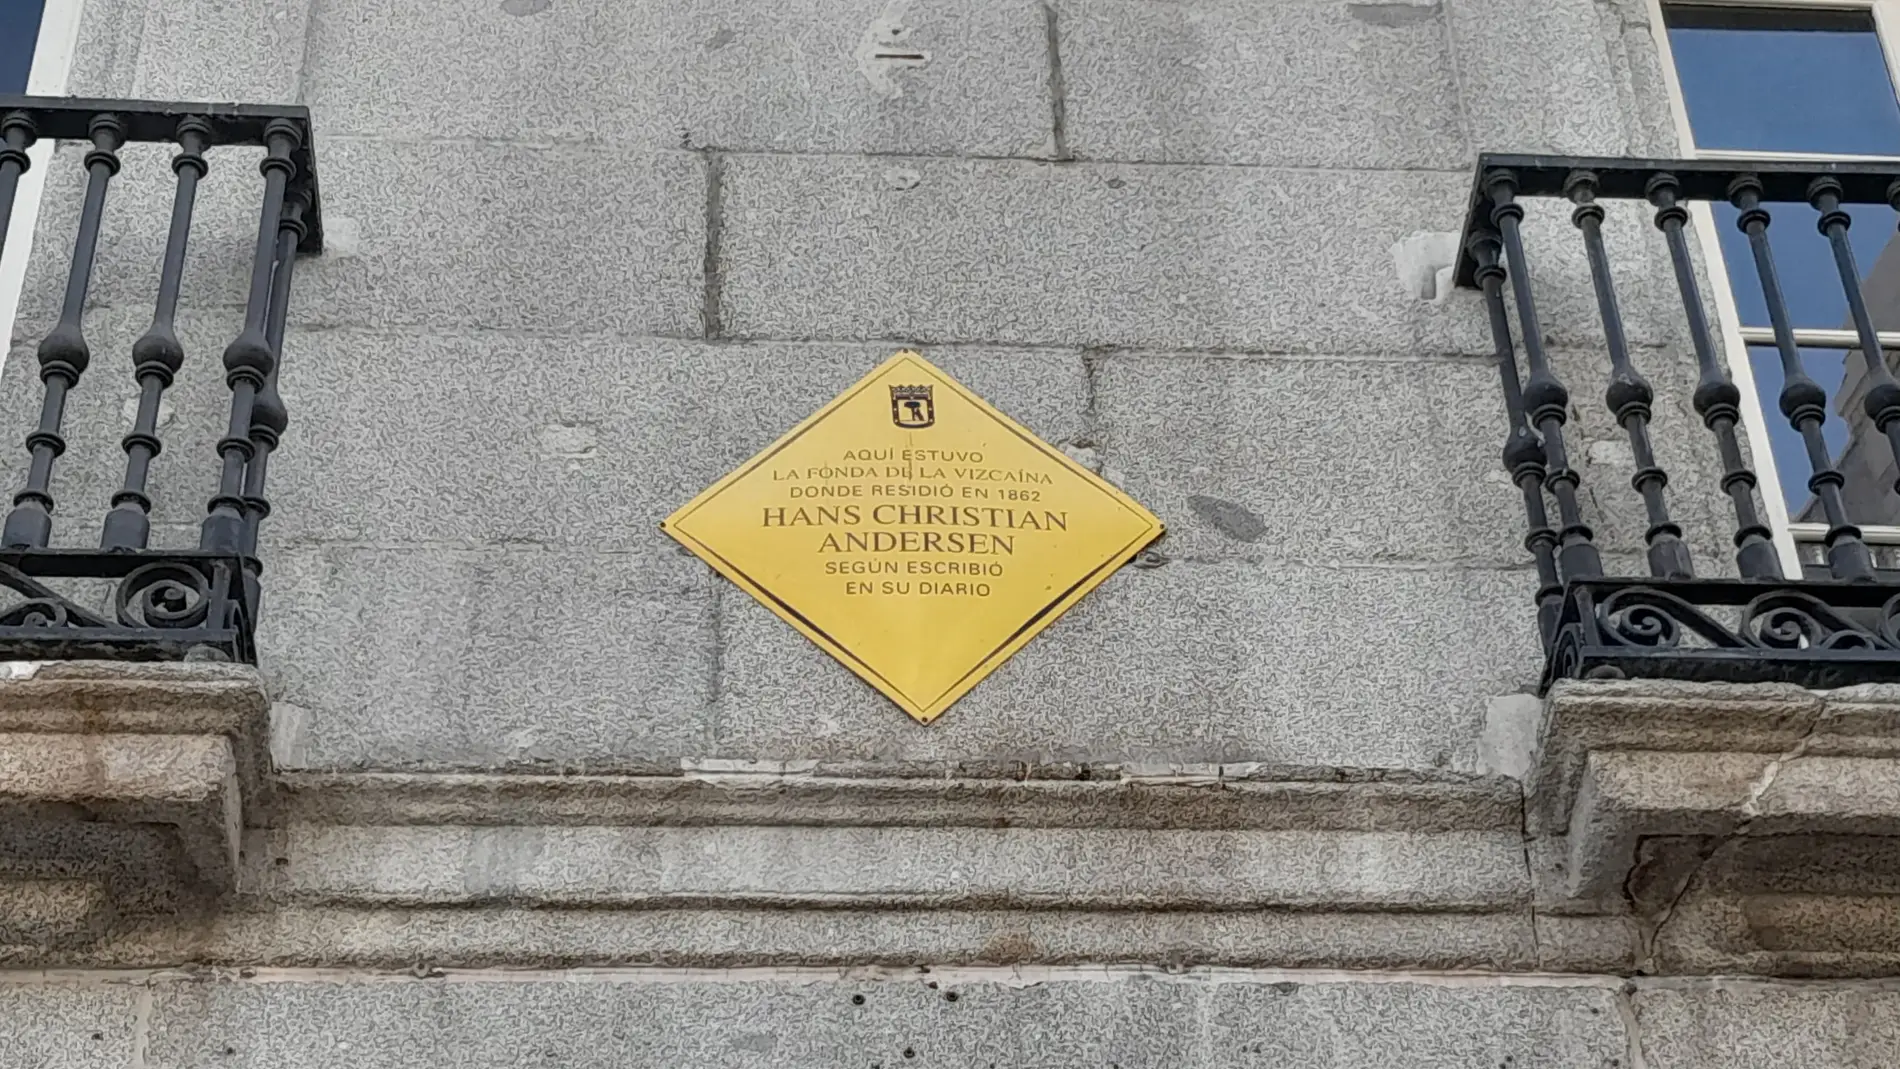 AQUÍ ESTUVO
LA FONDA DE LA VIZCAÍNA
DONDE RESIDIÓ EN 1862
HANS CHRISTIAN
ANDERSEN
SEGÚN ESCRIBIÓ
EN SU DIARIO